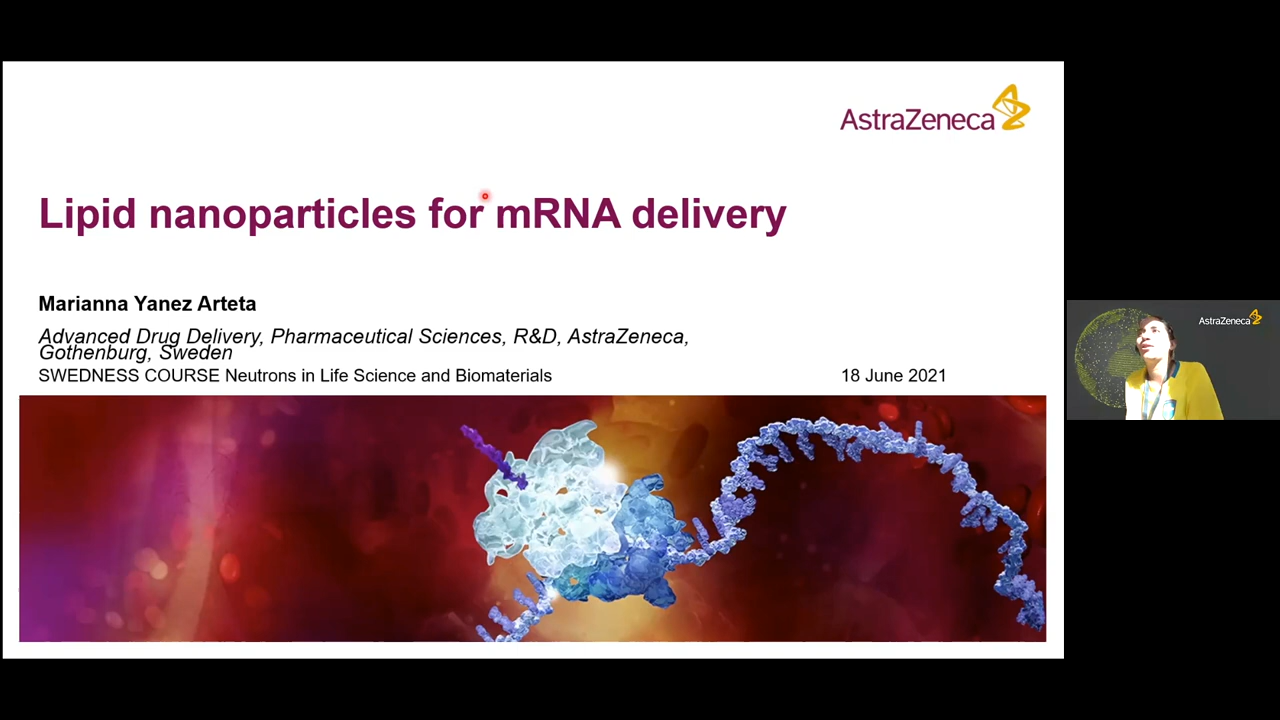 AstraZeneca
Lipid nanoparticles for mRNA delivery
Marianna Yanez Arteta
Advanced Drug Delivery, Pharmaceutical Sciences, R&D, AstraZeneca,
Gothenburg, Sweden
SWEDNESS COURSE Neutrons in Life Science and Biomaterials 18 June 2021
AstraZeneca